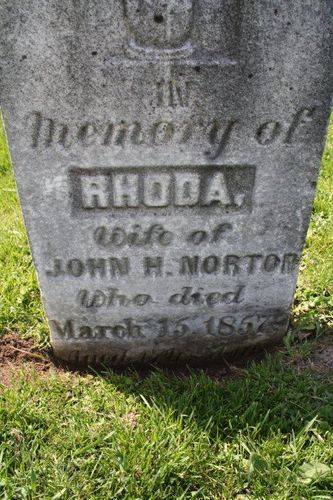 IN
Memory of
RHODA,
Wife of
JOHN H. NORTON
Who died
March 15, 1857